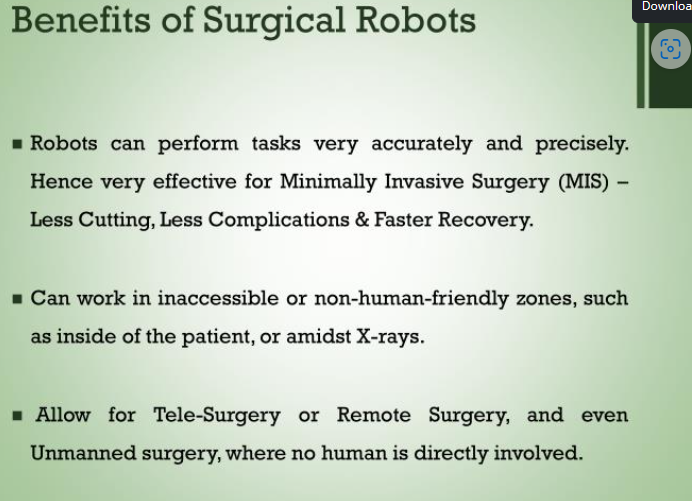 Downloa
Benefits of Surgical Robots
▪ Robots can perform tasks very accurately and precisely.
Hence very effective for Minimally Invasive Surgery (MIS) –
Less Cutting, Less Complications & Faster Recovery.
▪ Can work in inaccessible or non-human-friendly zones, such
as inside of the patient, or amidst X-rays.
▪ Allow for Tele-Surgery or Remote Surgery, and even
Unmanned surgery, where no human is directly involved.